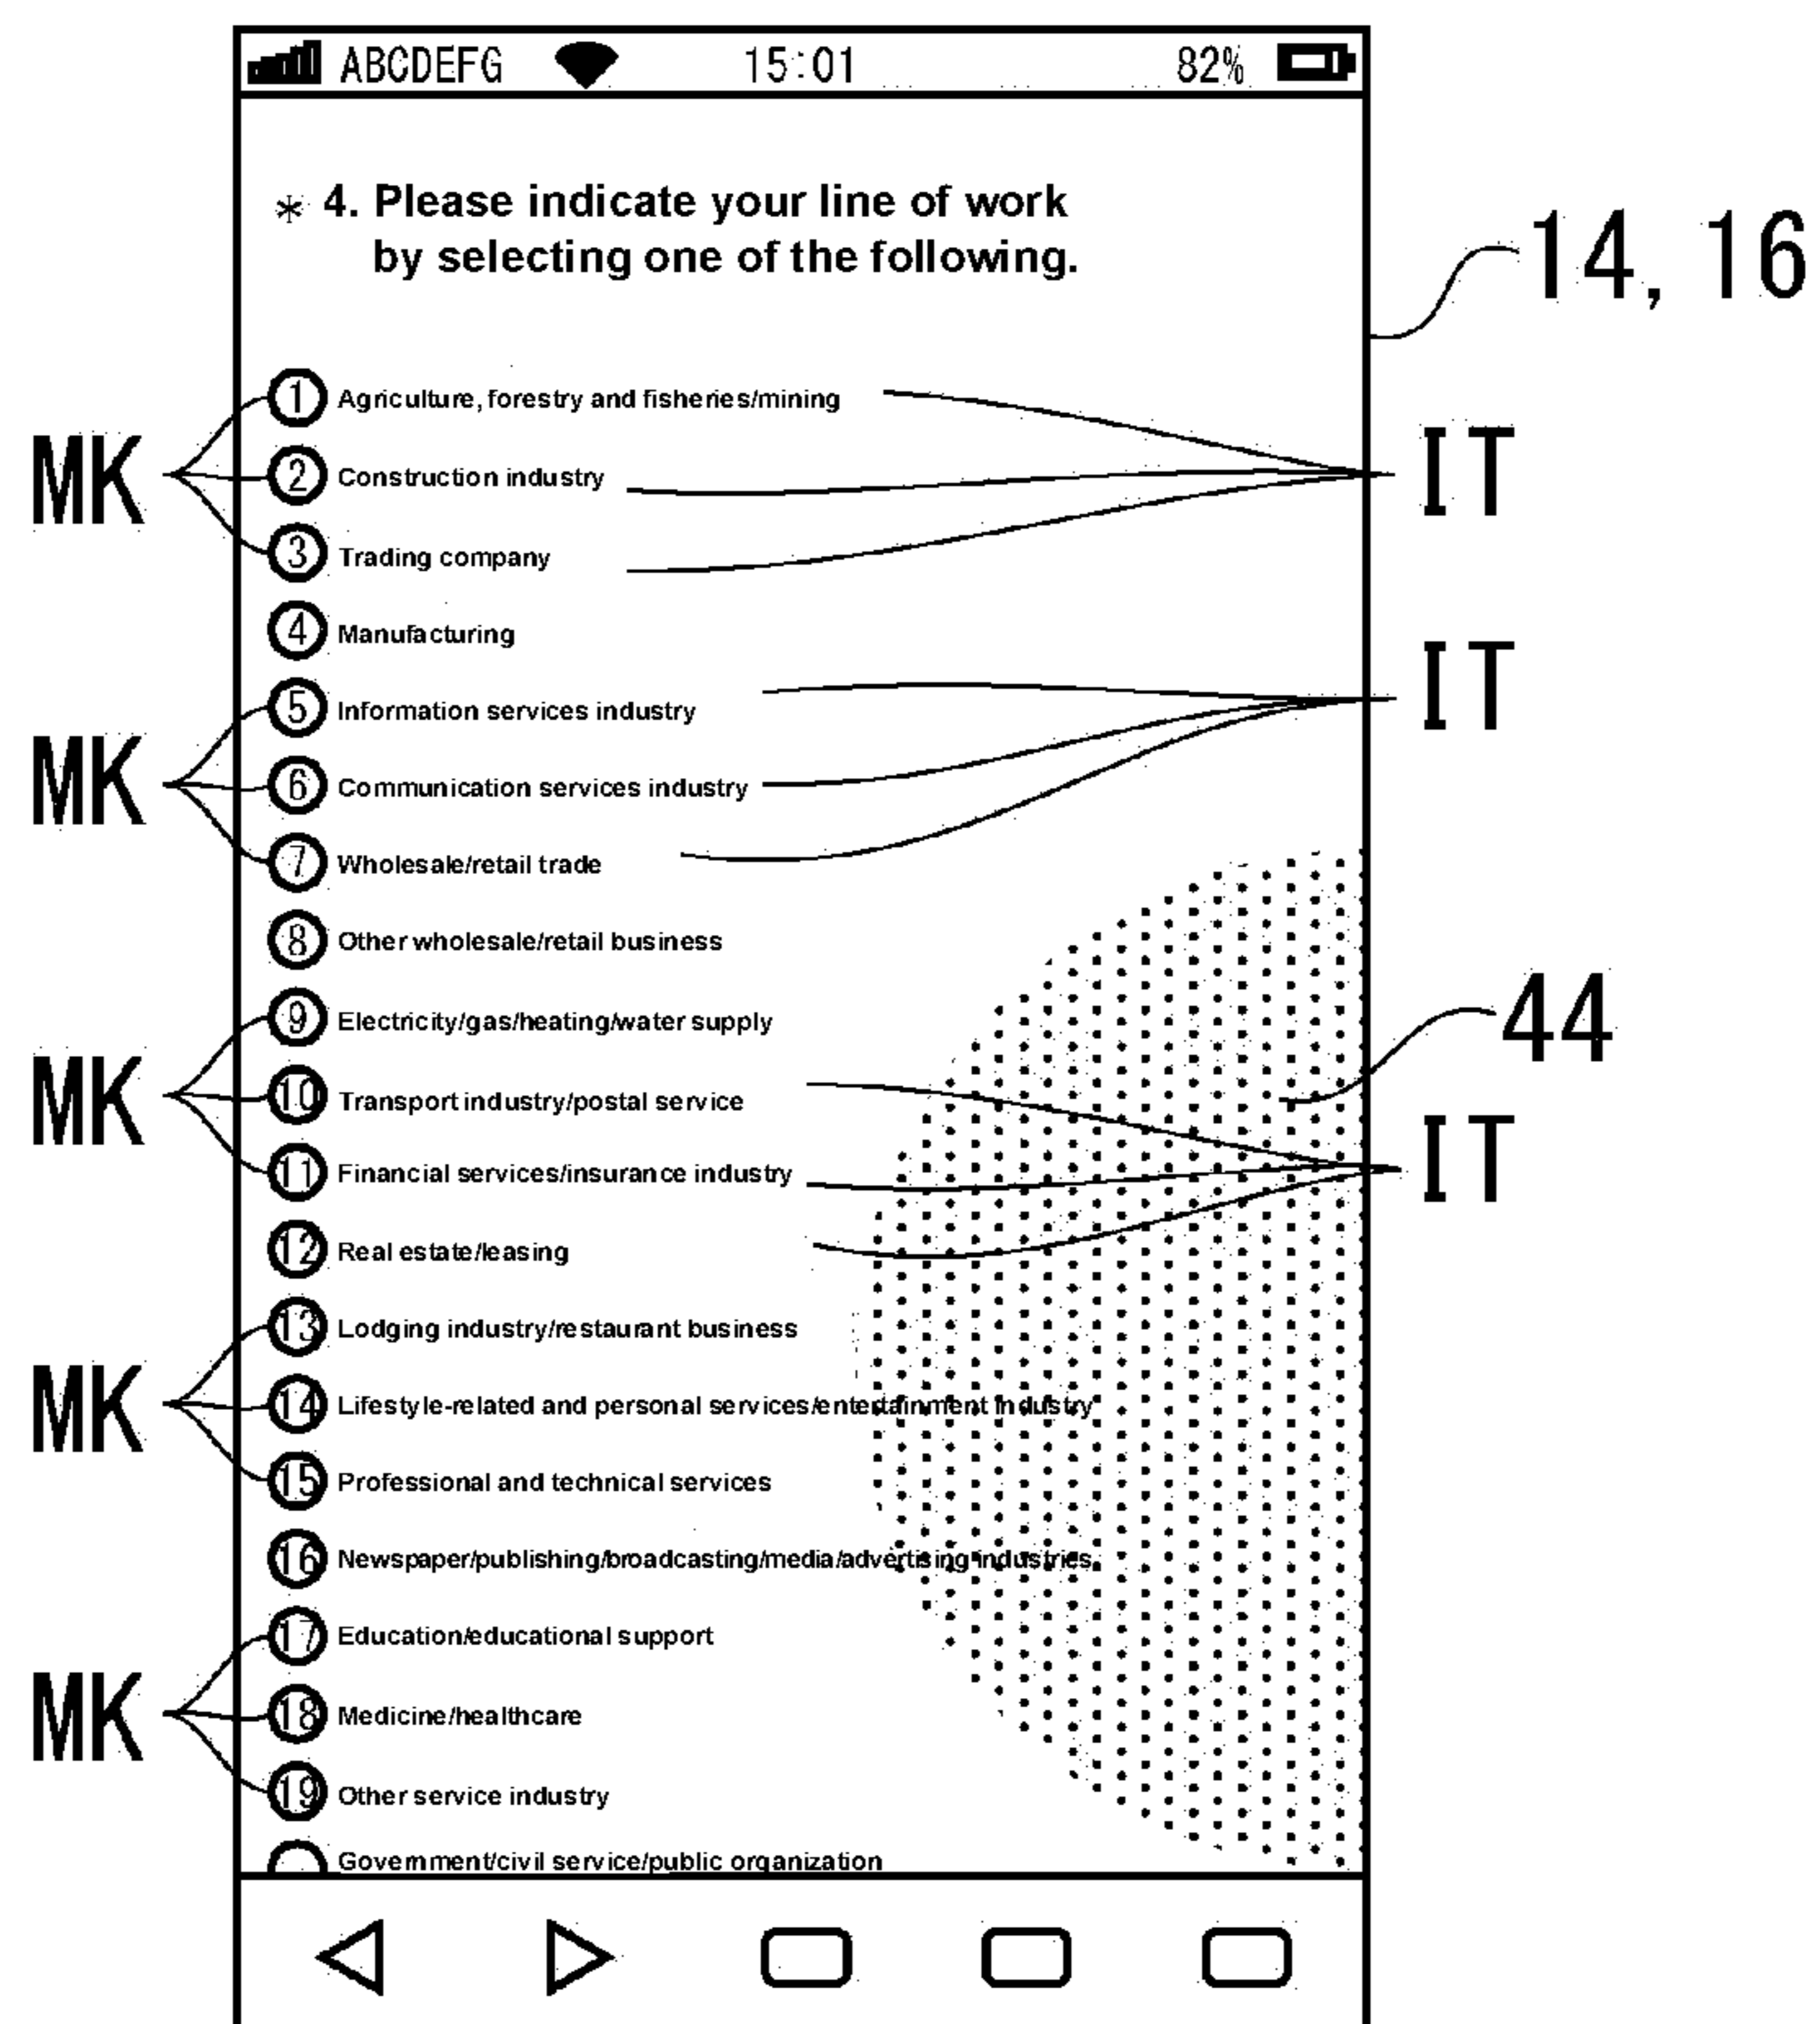 ABCDEFG 15:01 82%
* 4. Please indicate your line of work
by selecting one of the following.
14, 16
1 Agriculture, forestry and fisheries/mining
MK
2 Construction industry
IT
3 Trading company
4 Manufacturing
IT
5 Information services industry
MK
6 Communication services industry
7 Wholesale/retail trade
8 Other wholesale/retail business
44
9 Electricity/gas/heating/water supply
MK
10 Transport industry/postal service
IT
11 Financial services/insurance industry
12 Real estate/leasing
13 Lodging industry/restaurant business
MK
14 Lifestyle-related and personal services/entertainment industry
15 Professional and technical services
16 Newspaper/publishing/broadcasting/media/advertising industries
17 Education/educational support
MK
18 Medicine/healthcare
19 Other service industry
Government/civil service/public organization